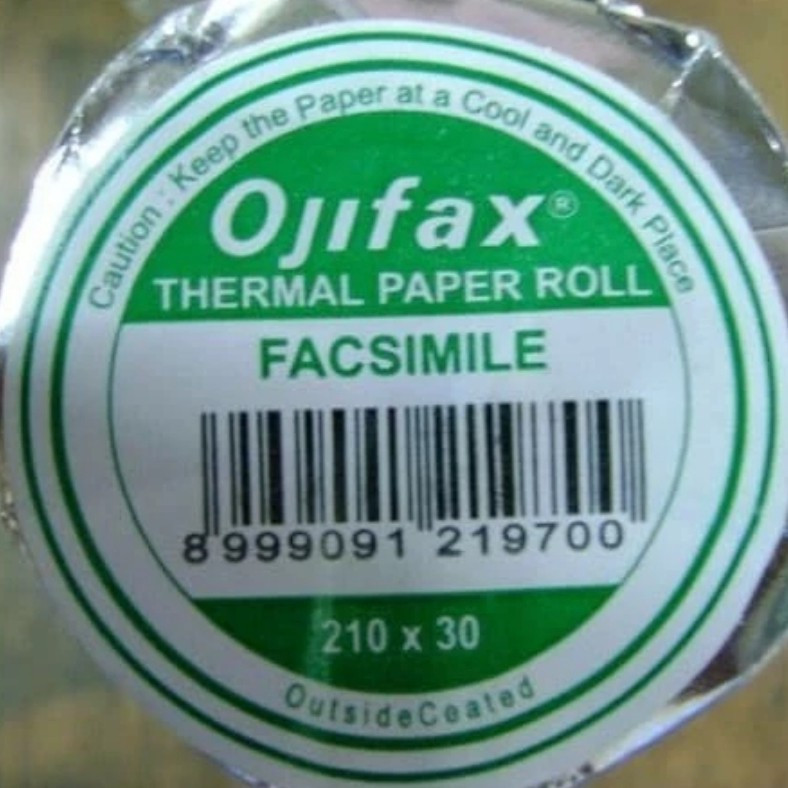 Caution : Keep the Paper at a Cool and Dark Place
Ojifax®
THERMAL PAPER ROLL
FACSIMILE
8 999091 219700
210 x 30
OutsideCeated